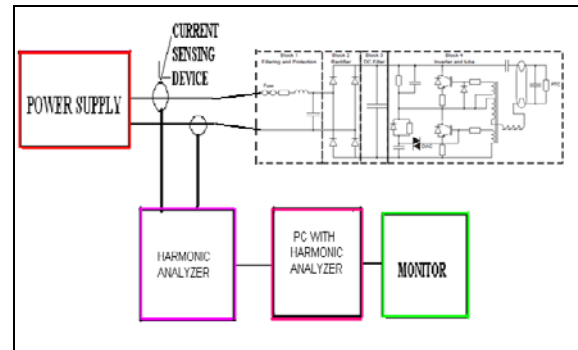 CURRENT
SENSING
DEVICE
POWER SUPPLY
Block 1
Filtering and Protection
Block 2
Rectifier
Block 3
DC Filter
Block 4
Inverter and tube
Fuse
DIAC
PTC
HARMONIC
ANALYZER
PC WITH
HARMONIC
ANALYZER
MONITOR